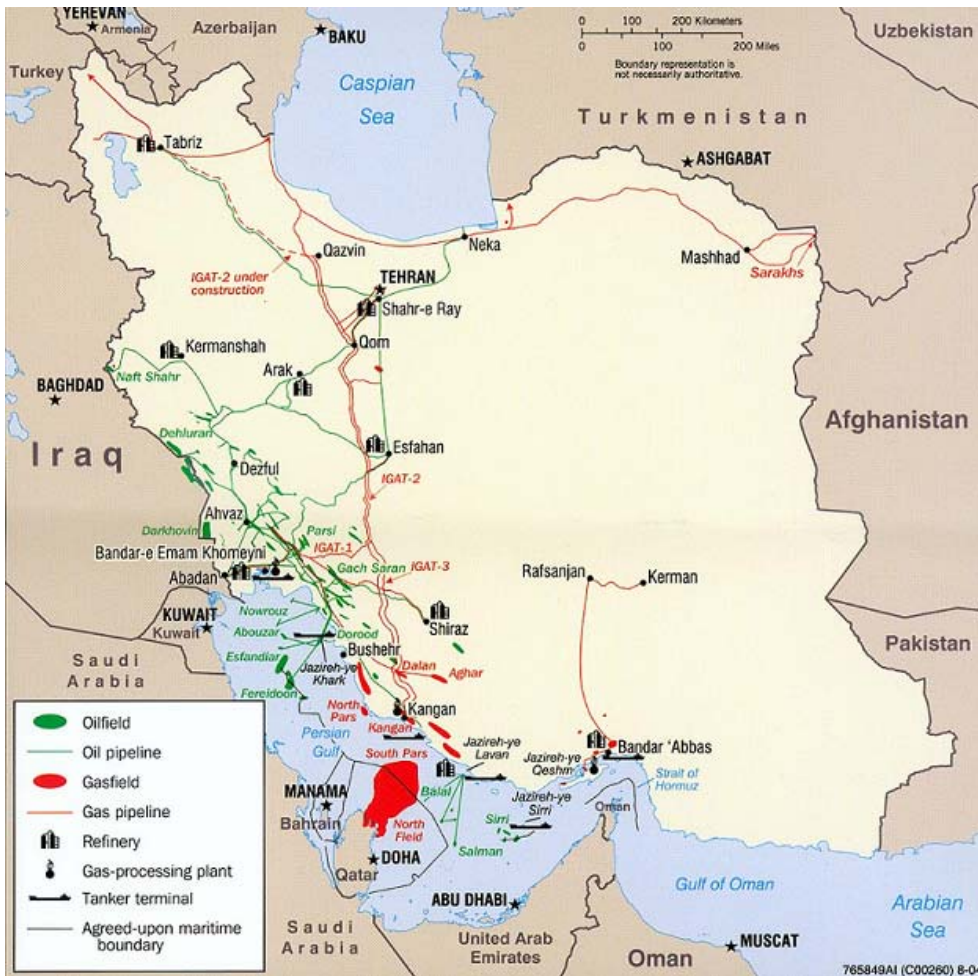 YEREVAN
Armenia
Azerbaijan
BAKU
0 100 200 Kilometers
0 100 200 Miles
Boundary representation is
not necessarily authoritative.
Uzbekistan
Turkey
Caspian
Sea
Turkmenistan
Tabriz
ASHGABAT
Qazvin
Neka
Mashhad
Sarakhs
IGAT-2 under
construction
TEHRAN
Shahr-e Ray
Qom
Kermanshah
Arak
Naft Shahr
BAGHDAD
Afghanistan
Iraq
Dehluran
Esfahan
Dezful
IGAT-2
Ahvaz
Darkhovin
Parsi
IGAT-1
Bandar-e Emam Khomeyni
Gach Saran
IGAT-3
Abadan
Rafsanjan
Kerman
KUWAIT
Kuwait
Nowrouz
Shiraz
Abouzar
Dorood
Pakistan
Saudi
Arabia
Esfandiar
Jazireh-ye
Khark
Bushehr
Fereidoon
Dalan
Aghar
North
Pars
Kangan
Kangan
Persian
Gulf
South Pars
Jazireh-ye
Lavan
Jazireh-ye
Qeshm
Bandar 'Abbas
Strait of
Hormuz
MANAMA
Bahrain
Balal
Jazireh-ye
Sirri
Oman
North
Field
Sirri
Salman
DOHA
Qatar
Gulf of Oman
Arabian
Sea
ABU DHABI
Saudi
Arabia
United Arab
Emirates
Oman
MUSCAT
Oilfield
Oil pipeline
Gasfield
Gas pipeline
Refinery
Gas-processing plant
Tanker terminal
Agreed-upon maritime
boundary
765849AI (C00260) 8-0